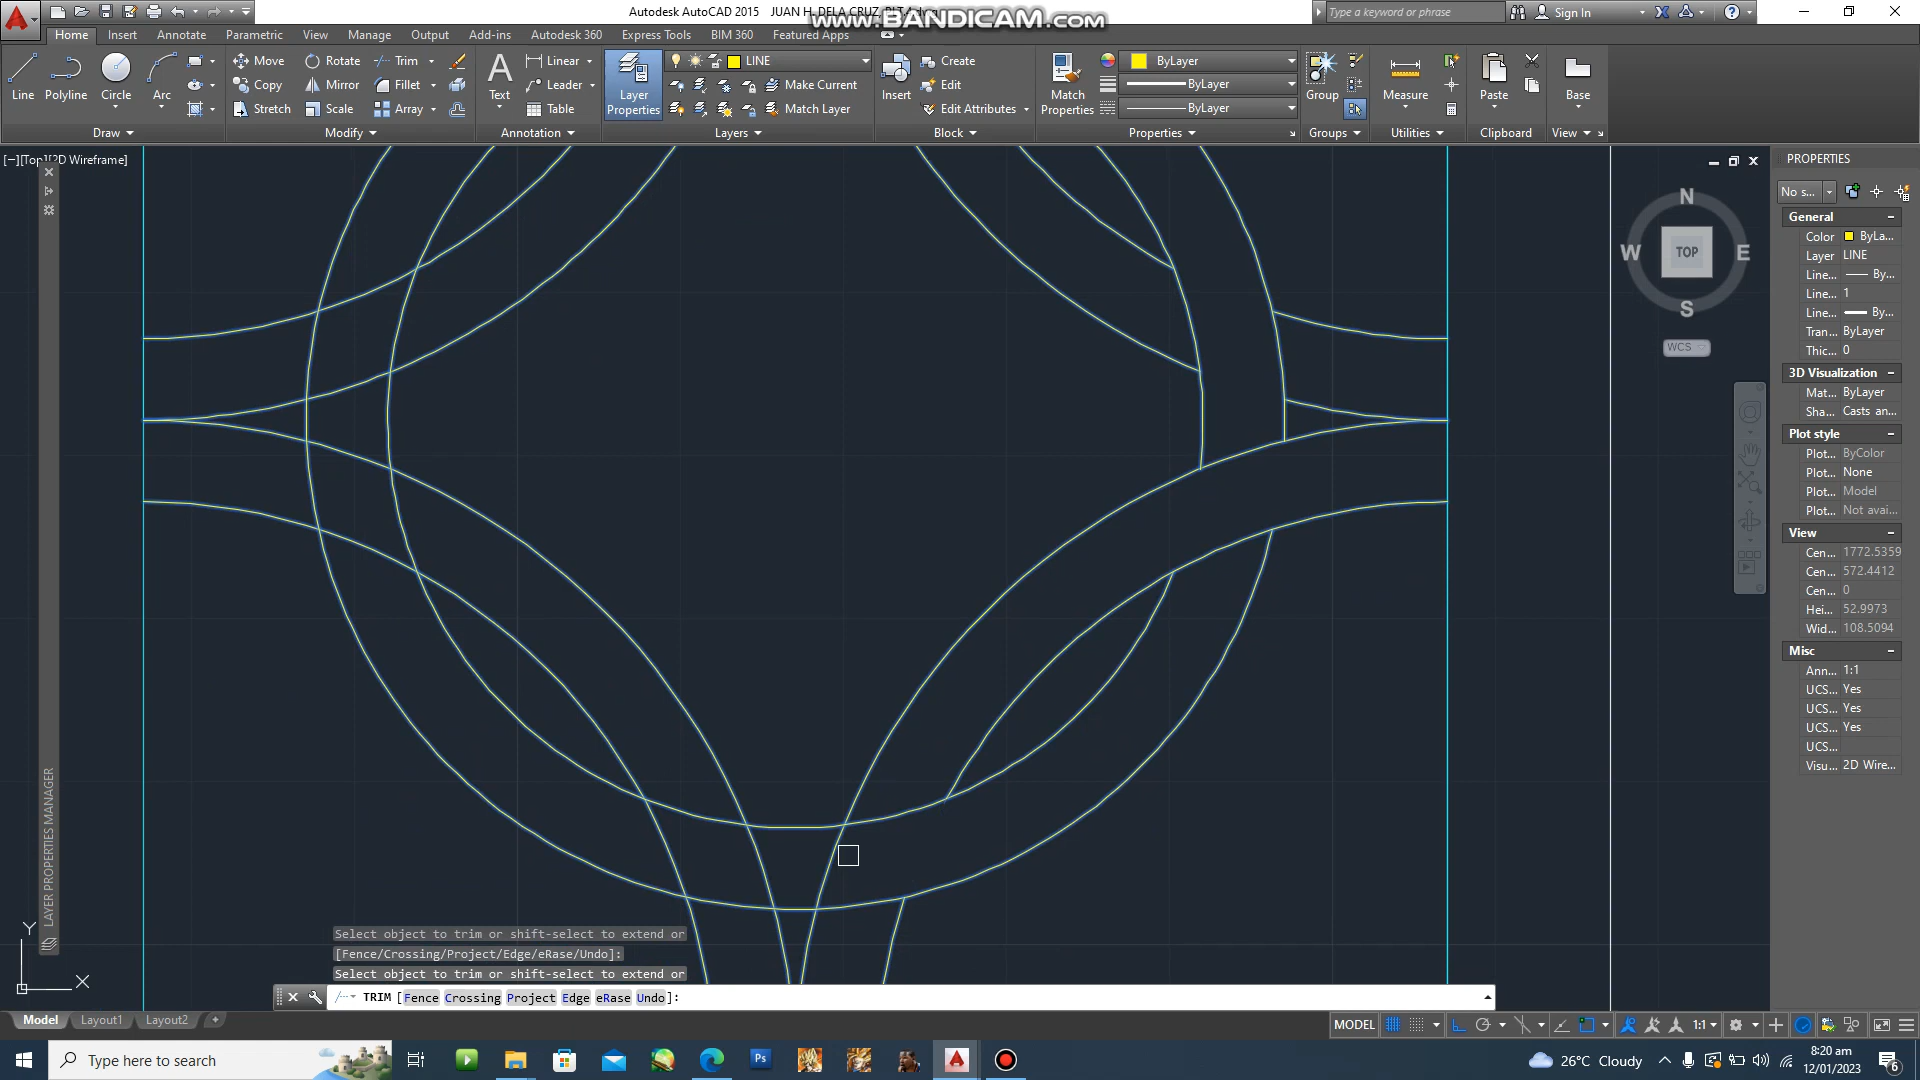 Autodesk AutoCAD 2015 JUAN H. DELA CRUZ
www.BANDICAM.com
Type a keyword or phrase
Sign In
Home Insert Annotate Parametric View Manage Output Add-ins Autodesk 360 Express Tools BIM 360 Featured Apps
Line Polyline Circle Arc
Move Rotate Trim
Copy Mirror Fillet
Stretch Scale Array
Text
Linear
Leader
Table
Layer Properties
LINE
Make Current
Match Layer
Insert
Create
Edit
Edit Attributes
Match Properties
ByLayer
ByLayer
ByLayer
Group
Measure
Paste
Base
Draw Modify Annotation Layers Block Properties Groups Utilities Clipboard View
[−][Top][2D Wireframe]
N
W TOP E
S
WCS
PROPERTIES
No s...
General
Color ByLa...
Layer LINE
Line... By...
Line... 1
Line... By...
Tran... ByLayer
Thic... 0
3D Visualization
Mat... ByLayer
Sha... Casts an...
Plot style
Plot... ByColor
Plot... None
Plot... Model
Plot... Not avai...
View
Cen... 1772.5359
Cen... 572.4412
Cen... 0
Hei... 52.9973
Wid... 108.5094
Misc
Ann... 1:1
UCS... Yes
UCS... Yes
UCS... Yes
UCS...
Visu... 2D Wire...
LAYER PROPERTIES MANAGER
Y
X
Select object to trim or shift-select to extend or
[Fence/Crossing/Project/Edge/eRase/Undo]:
Select object to trim or shift-select to extend or
TRIM [Fence Crossing Project Edge eRase Undo]:
Model Layout1 Layout2
MODEL 1:1
Type here to search
Ps
26°C Cloudy
8:20 am
12/01/2023
6